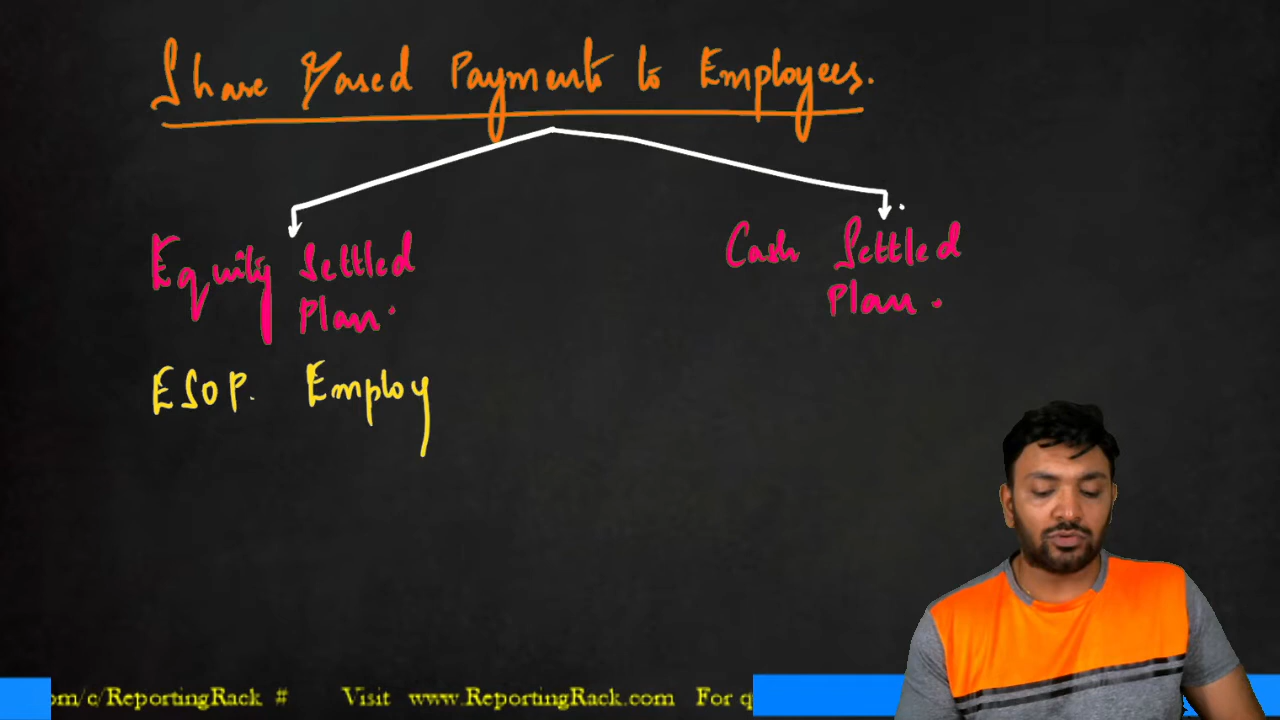 Share Based Payments to Employees.
Equity Settled Plan.
Cash Settled Plan.
ESOP. Employ
om/c/ReportingRack # Visit www.ReportingRack.com For q